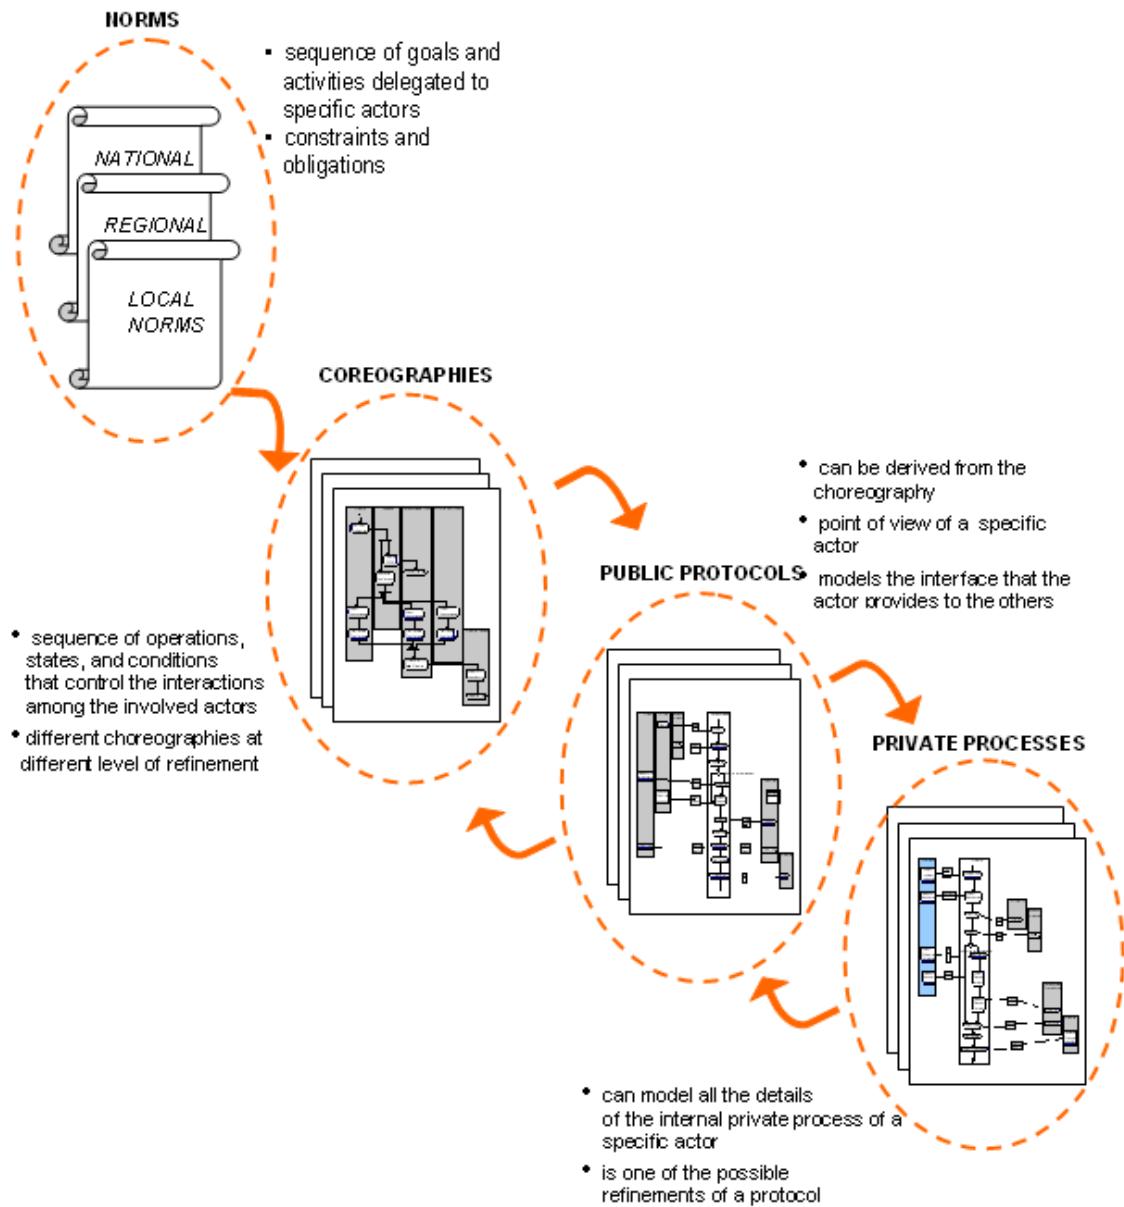 NORMS
▪ sequence of goals and
activities delegated to
specific actors
▪ constraints and
obligations
NATIONAL
REGIONAL
LOCAL
NORMS
COREOGRAPHIES
• can be derived from the
choreography
• point of view of a specific
actor
• models the interface that the
actor provides to the others
PUBLIC PROTOCOLS
• sequence of operations,
states, and conditions
that control the interactions
among the involved actors
• different choreographies at
different level of refinement
PRIVATE PROCESSES
• can model all the details
of the internal private process of a
specific actor
• is one of the possible
refinements of a protocol